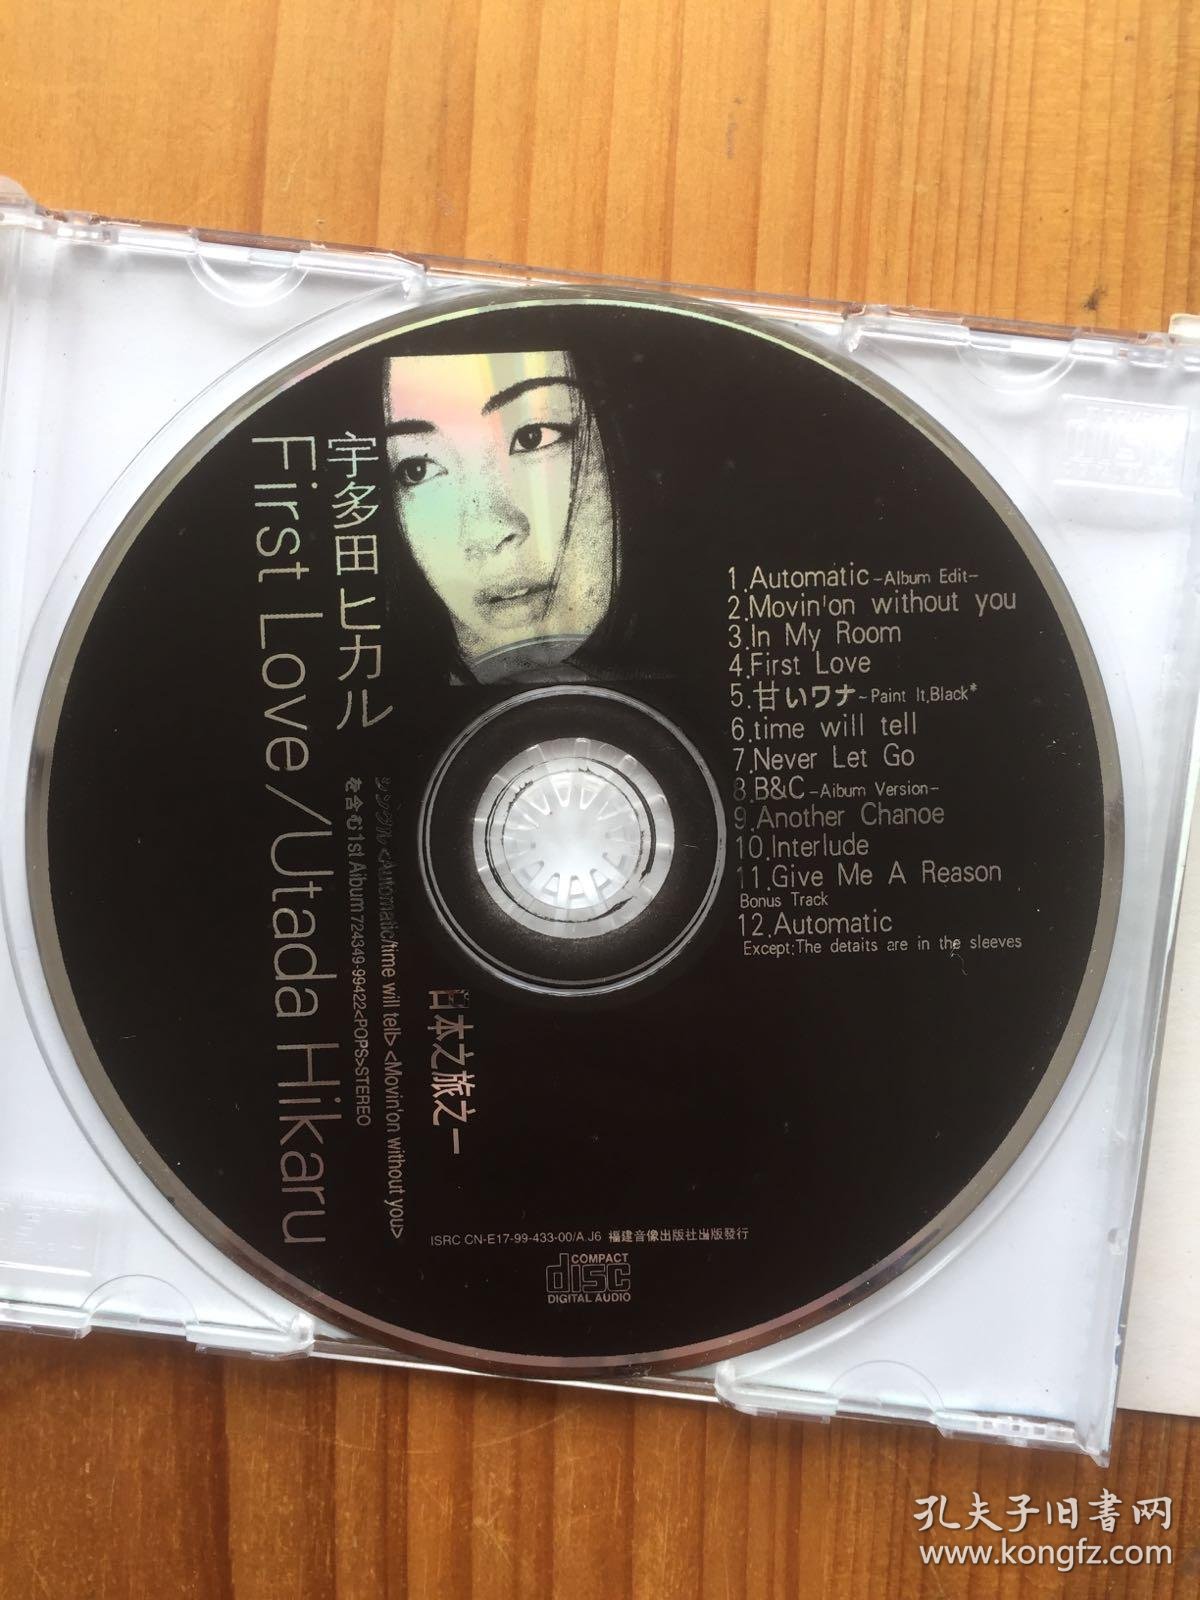 宇多田ヒカル
First Love/Utada Hikaru
シングル<Automatic/time will tell> <Movin'on without you>
を含む1st Aibum 724349-99422<POPS>STEREO
日本之旅之一
1.Automatic -Album Edit-
2.Movin'on without you
3.In My Room
4.First Love
5.甘いワナ ~Paint It,Black*
6.time will tell
7.Never Let Go
8.B&C -Aibum Version-
9.Another Chanoe
10.Interlude
11.Give Me A Reason
Bonus Track
12.Automatic
Except:The detaits are in the sleeves
ISRC CN-E17-99-433-00/A.J6 福建音像出版社出版發行
COMPACT
disc
DIGITAL AUDIO
孔夫子旧书网
www.kongfz.com